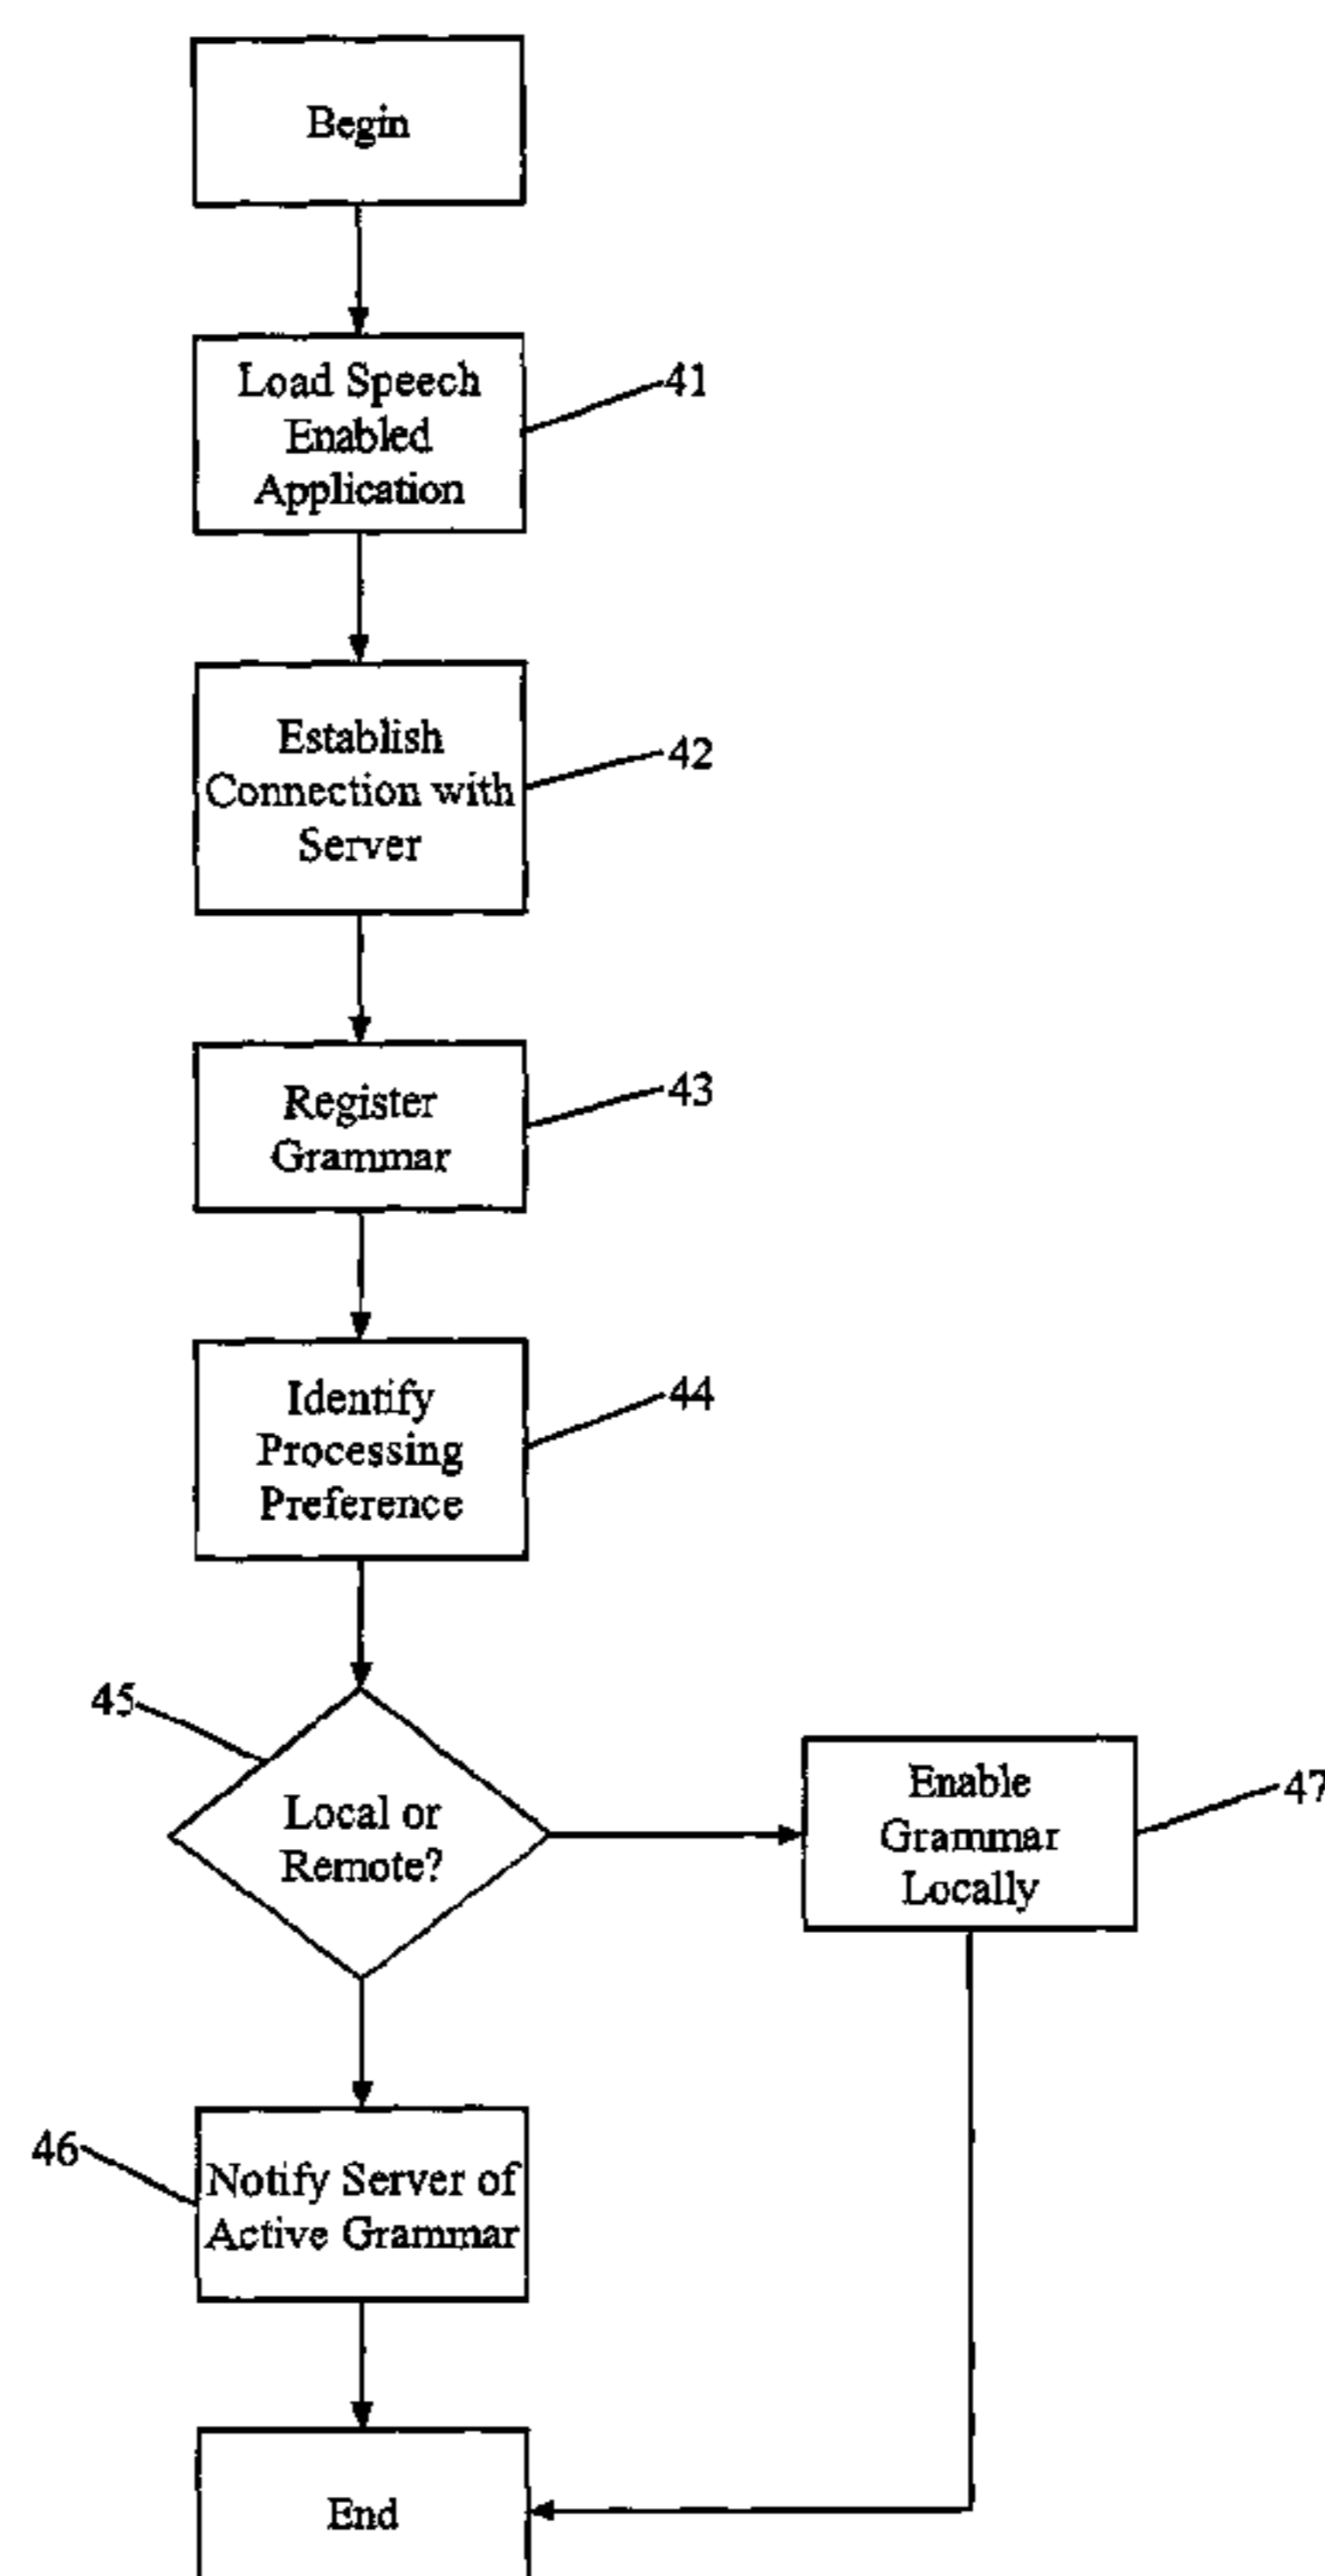 Begin
Load Speech
Enabled
Application
41
Establish
Connection with
Server
42
Register
Grammar
43
Identify
Processing
Preference
44
45
Local or
Remote?
Enable
Grammar
Locally
47
46
Notify Server of
Active Grammar
End